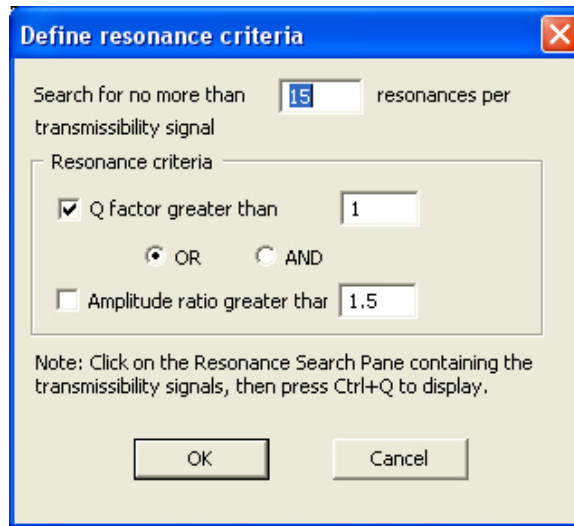 Define resonance criteria
Search for no more than 15 resonances per
transmissibility signal
Resonance criteria
Q factor greater than 1
OR AND
Amplitude ratio greater thar 1.5
Note: Click on the Resonance Search Pane containing the
transmissibility signals, then press Ctrl+Q to display.
OK Cancel